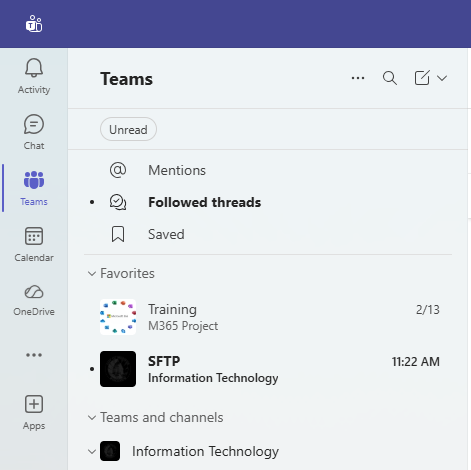 Teams
Activity
Unread
Chat
Mentions
Teams
Followed threads
Saved
Calendar
Favorites
OneDrive
Training
2/13
M365 Project
SFTP
11:22 AM
Information Technology
Apps
Teams and channels
Information Technology